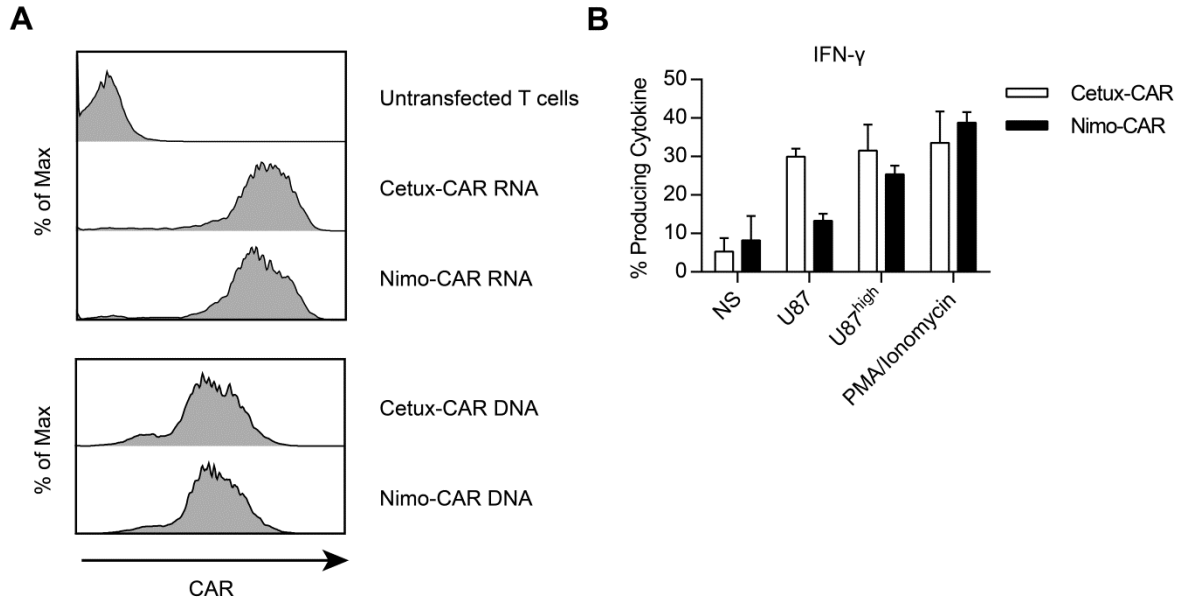 A
% of Max
Untransfected T cells
Cetux-CAR RNA
Nimo-CAR RNA
% of Max
Cetux-CAR DNA
Nimo-CAR DNA
CAR
B
IFN-γ
% Producing Cytokine
50
40
30
20
10
0
NS
U87
U87high
PMA/Ionomycin
Cetux-CAR
Nimo-CAR